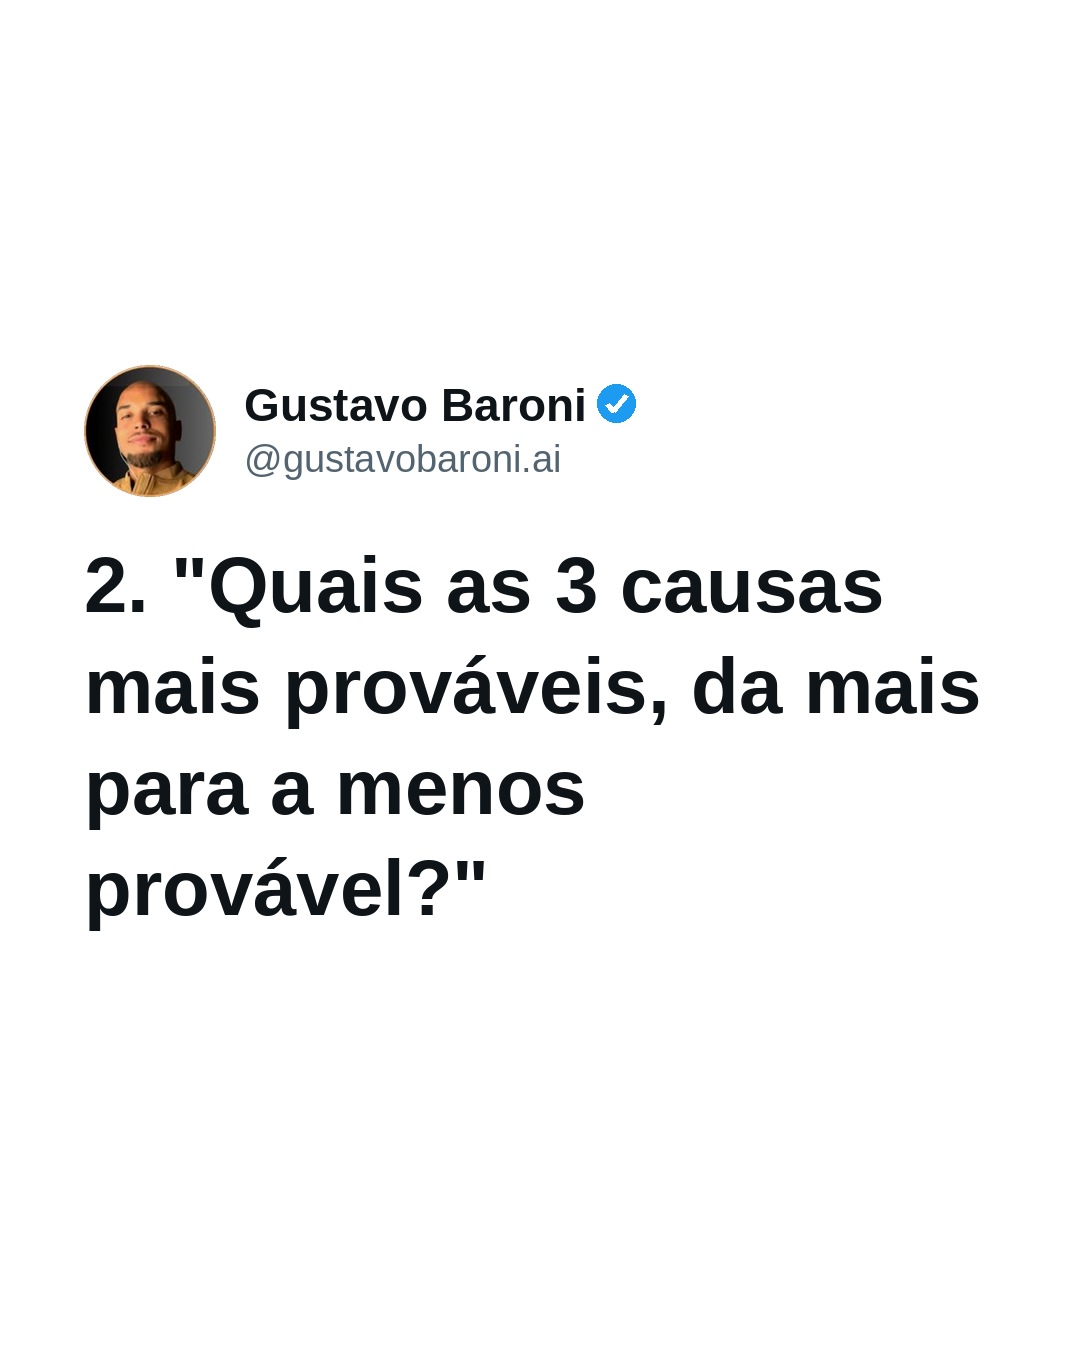 Gustavo Baroni
@gustavobaroni.ai
2. "Quais as 3 causas
mais prováveis, da mais
para a menos
provável?"